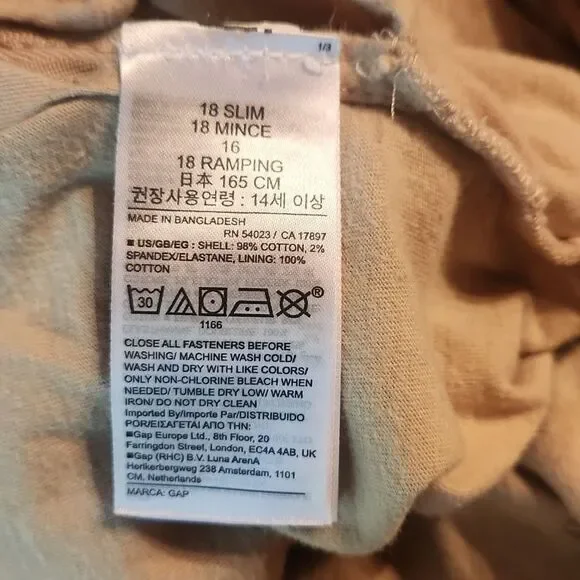 1/3
18 SLIM
18 MINCE
16
18 RAMPING
日本 165 CM
권장사용연령 : 14세 이상
MADE IN BANGLADESH
RN 54023 / CA 17897
■ US/GB/EG : SHELL: 98% COTTON, 2%
SPANDEX/ELASTANE, LINING: 100%
COTTON
30 ®
1166
CLOSE ALL FASTENERS BEFORE
WASHING/ MACHINE WASH COLD/
WASH AND DRY WITH LIKE COLORS/
ONLY NON-CHLORINE BLEACH WHEN
NEEDED/ TUMBLE DRY LOW/ WARM
IRON/ DO NOT DRY CLEAN
Imported By/Importe Par/DISTRIBUIDO
POR/ΕΙΣΑΓΕΤΑΙ ΑΠΟ ΤΗΝ:
■Gap Europe Ltd., 8th Floor, 20
Farringdon Street, London, EC4A 4AB, UK
■Gap (RHC) B.V. Luna ArenA
Herikerbergweg 238 Amsterdam, 1101
CM, Netherlands
MARCA: GAP